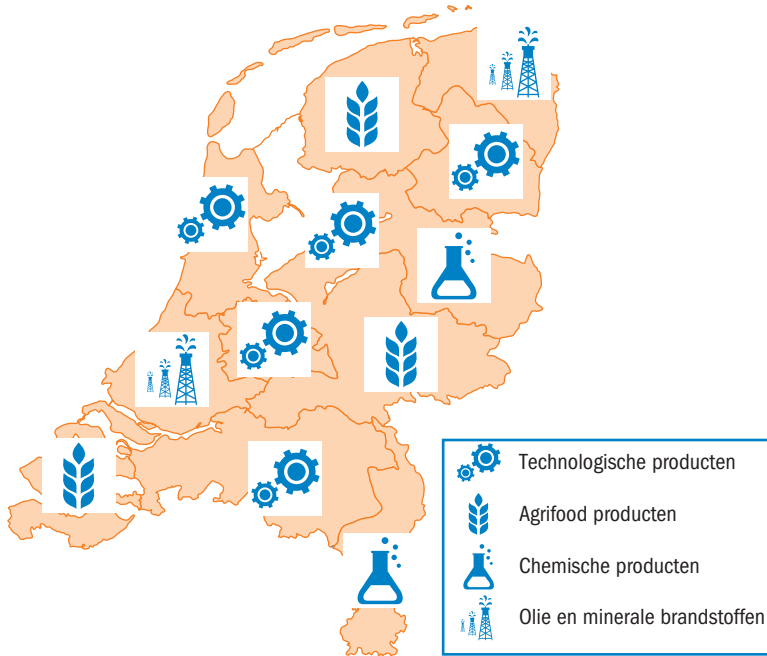 Technologische producten
Agrifood producten
Chemische producten
Olie en minerale brandstoffen